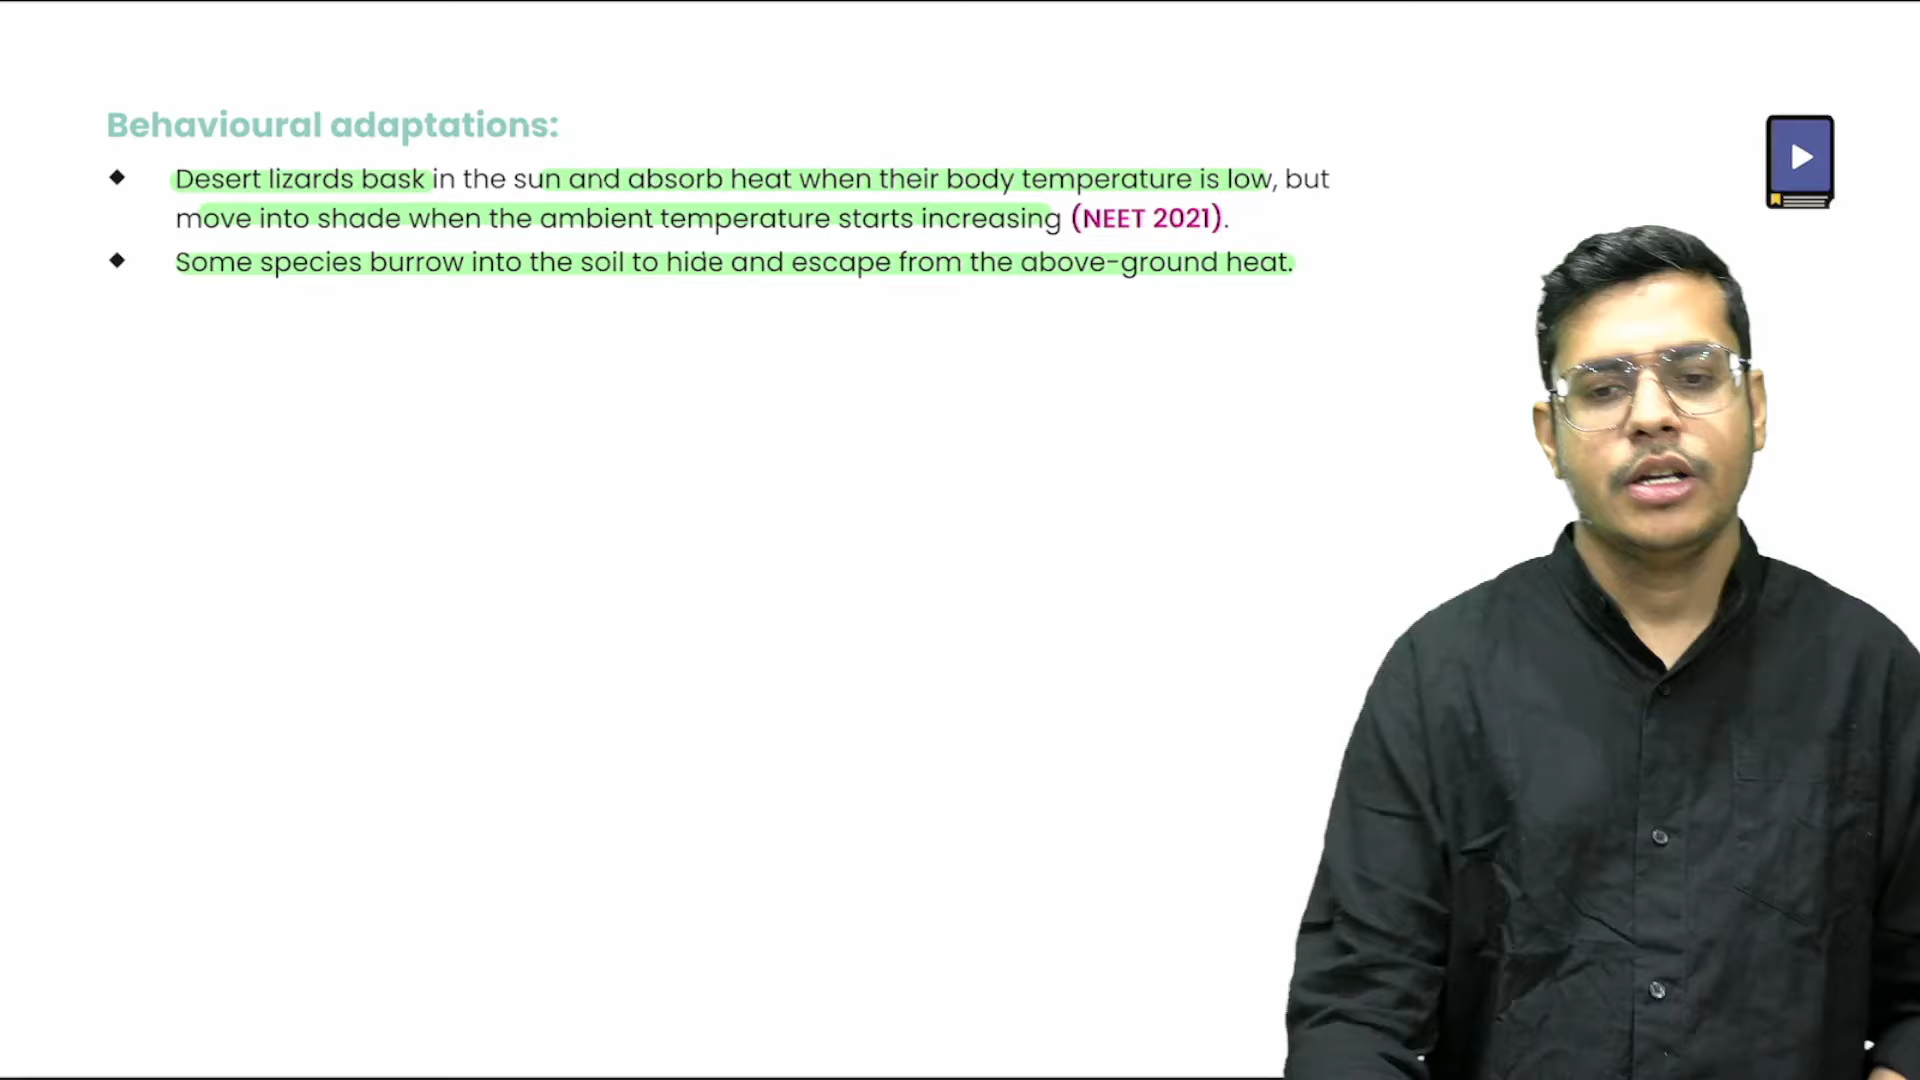 Behavioural adaptations:
Desert lizards bask in the sun and absorb heat when their body temperature is low, but
move into shade when the ambient temperature starts increasing (NEET 2021).
Some species burrow into the soil to hide and escape from the above-ground heat.